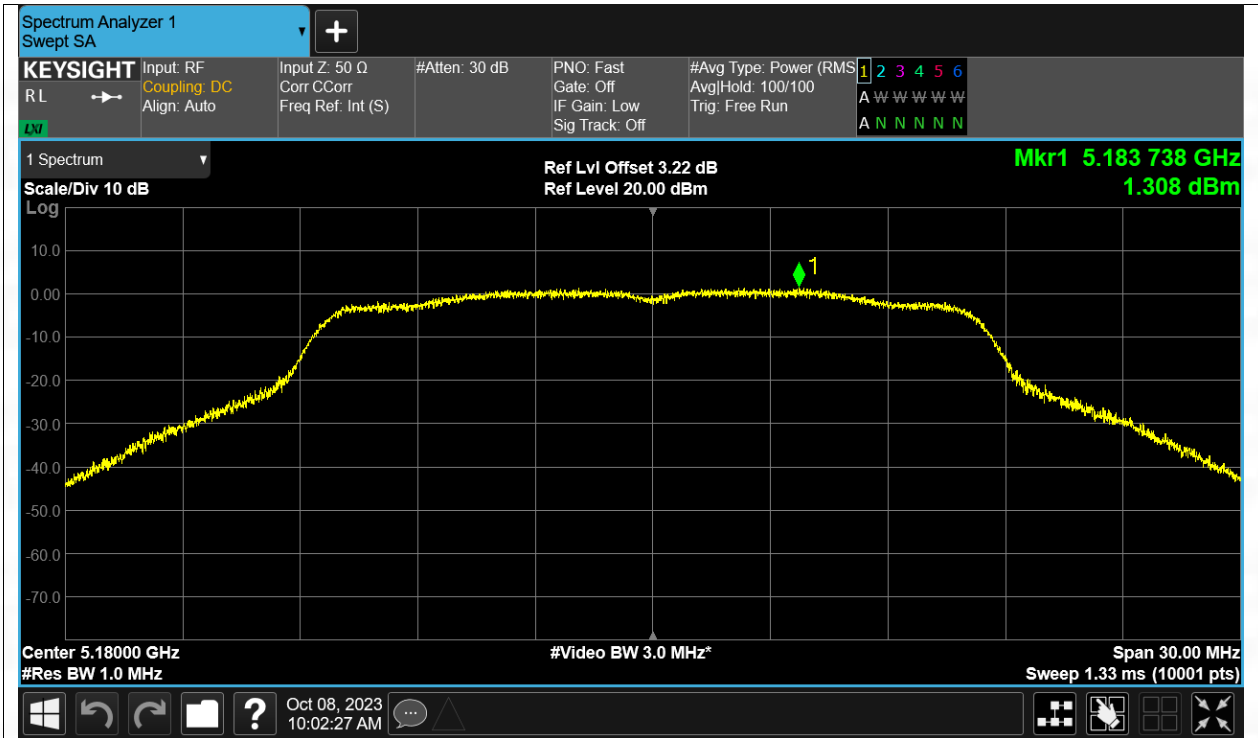 Spectrum Analyzer 1
Swept SA
KEYSIGHT Input: RF Input Z: 50 Ω #Atten: 30 dB PNO: Fast #Avg Type: Power (RMS 1 2 3 4 5 6
R L Coupling: DC Corr CCorr Gate: Off Avg|Hold: 100/100 A W W W W W
Align: Auto Freq Ref: Int (S) IF Gain: Low Trig: Free Run
LXI Sig Track: Off A N N N N N
1 Spectrum
Scale/Div 10 dB
Ref Lvl Offset 3.22 dB
Ref Level 20.00 dBm
Mkr1 5.183 738 GHz
1.308 dBm
Log
10.0
1
0.00
-10.0
-20.0
-30.0
-40.0
-50.0
-60.0
-70.0
Center 5.18000 GHz #Video BW 3.0 MHz* Span 30.00 MHz
#Res BW 1.0 MHz Sweep 1.33 ms (10001 pts)
? Oct 08, 2023
10:02:27 AM